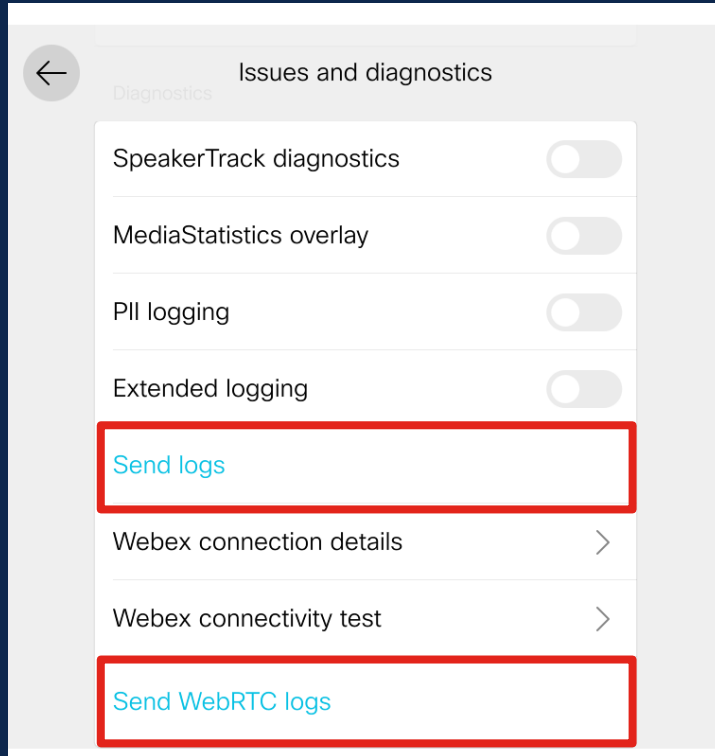 Issues and diagnostics
Diagnostics
SpeakerTrack diagnostics
MediaStatistics overlay
PII logging
Extended logging
Send logs
Webex connection details
Webex connectivity test
Send WebRTC logs